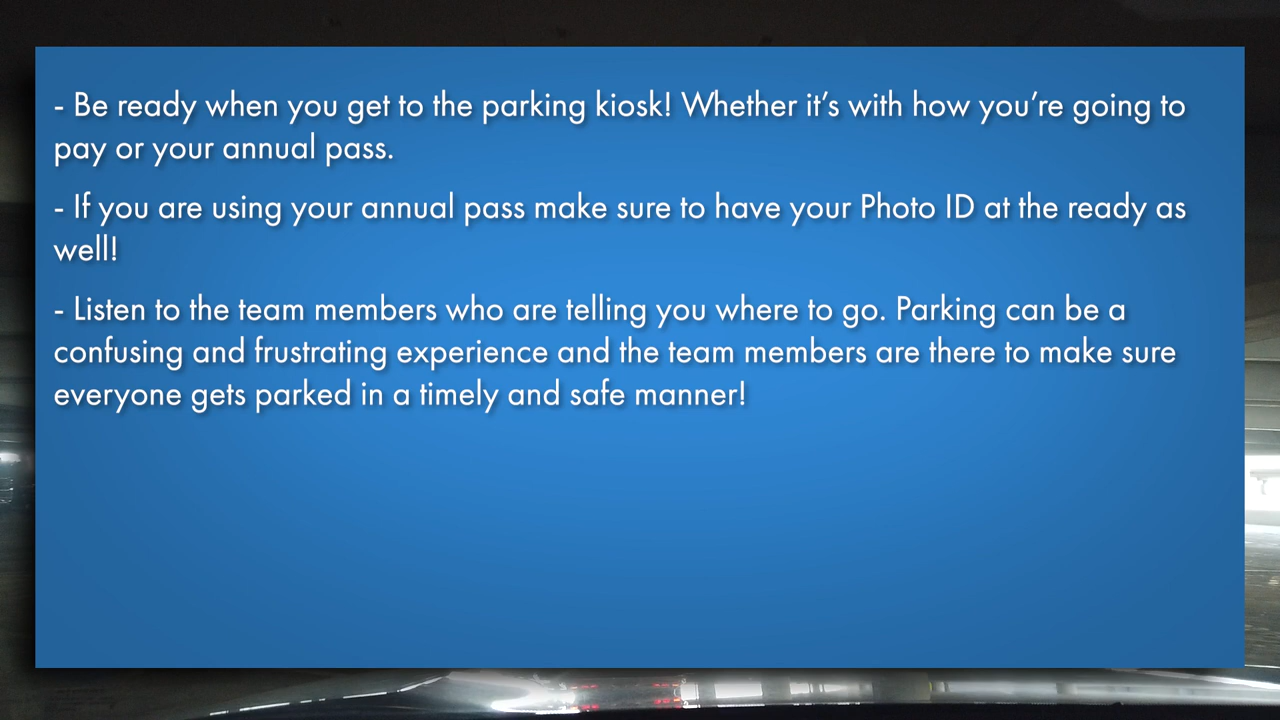 - Be ready when you get to the parking kiosk! Whether it’s with how you’re going to
pay or your annual pass.
- If you are using your annual pass make sure to have your Photo ID at the ready as
well!
- Listen to the team members who are telling you where to go. Parking can be a
confusing and frustrating experience and the team members are there to make sure
everyone gets parked in a timely and safe manner!